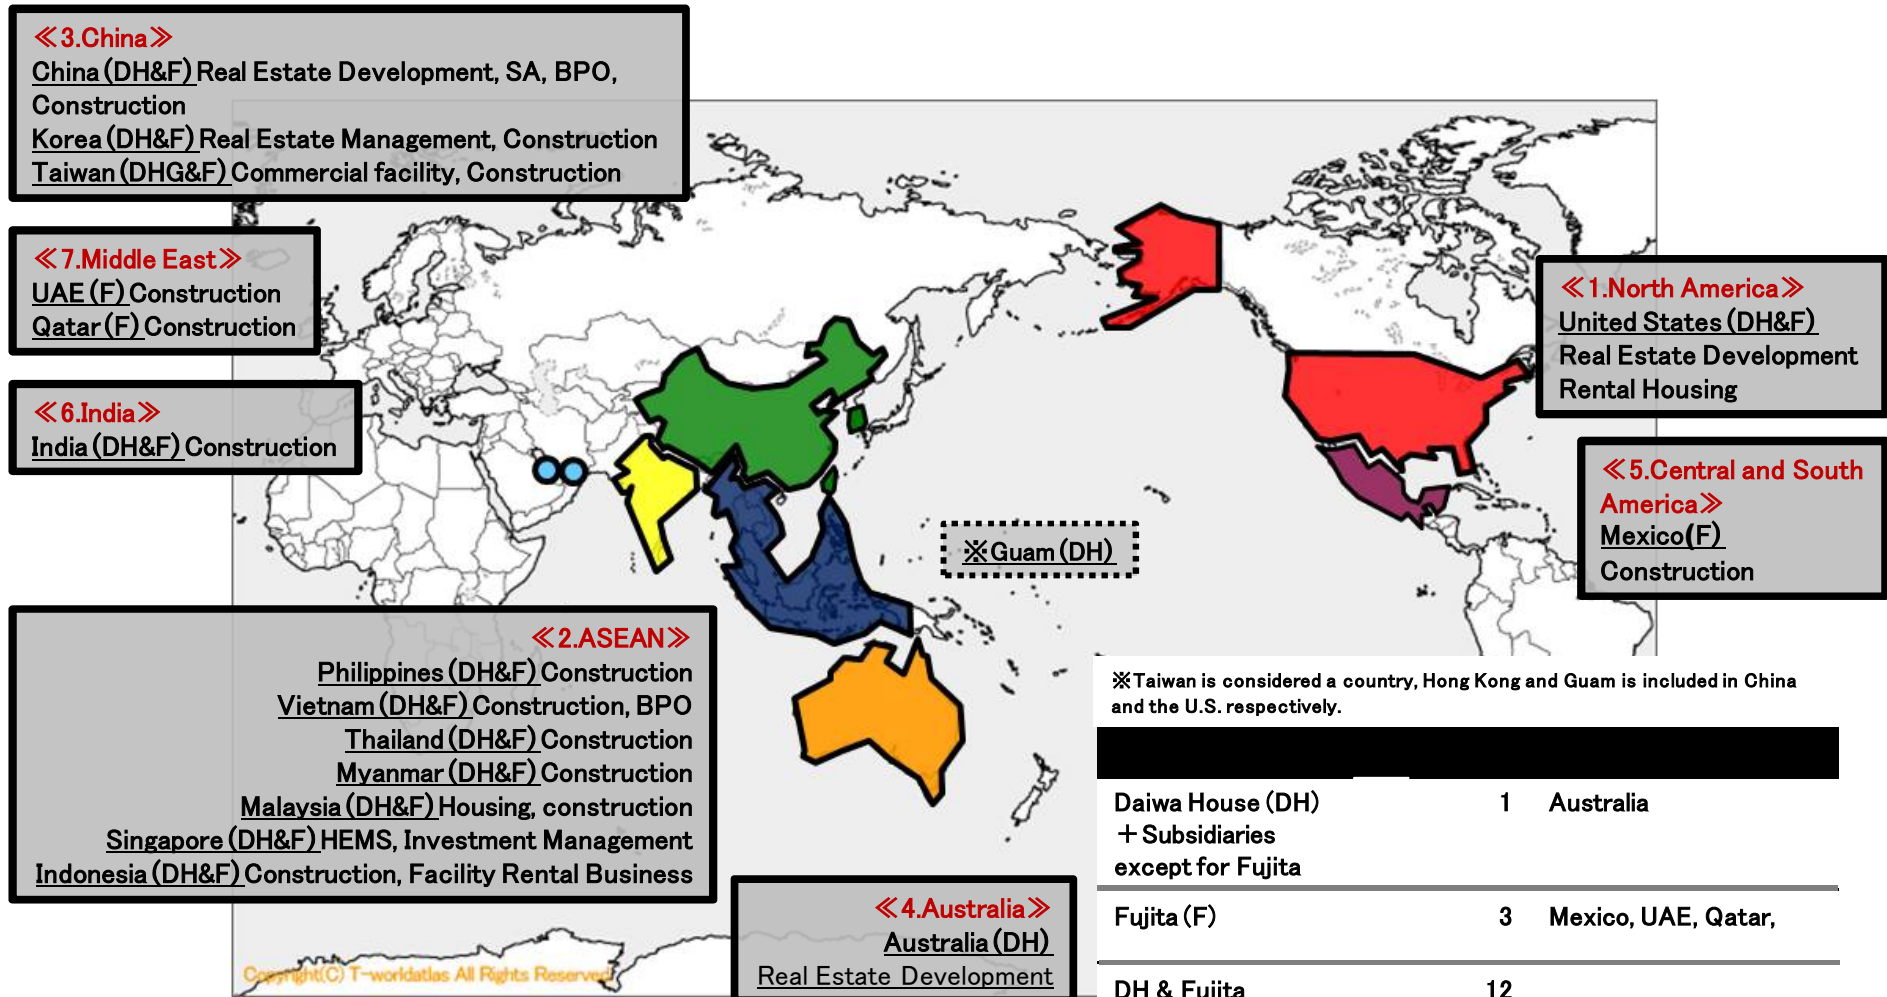 ≪3.China≫
China (DH&F) Real Estate Development, SA, BPO,
Construction
Korea (DH&F) Real Estate Management, Construction
Taiwan (DHG&F) Commercial facility, Construction
≪7.Middle East≫
UAE (F) Construction
Qatar (F) Construction
≪6.India≫
India (DH&F) Construction
≪1.North America≫
United States (DH&F)
Real Estate Development
Rental Housing
≪5.Central and South
America≫
Mexico(F)
Construction
※Guam (DH)
≪2.ASEAN≫
Philippines (DH&F) Construction
Vietnam (DH&F) Construction, BPO
Thailand (DH&F) Construction
Myanmar (DH&F) Construction
Malaysia (DH&F) Housing, construction
Singapore (DH&F) HEMS, Investment Management
Indonesia (DH&F) Construction, Facility Rental Business
≪4.Australia≫
Australia (DH)
Real Estate Development
※Taiwan is considered a country, Hong Kong and Guam is included in China
and the U.S. respectively.
Daiwa House (DH) 1 Australia
+Subsidiaries
except for Fujita
Fujita (F) 3 Mexico, UAE, Qatar,
DH & Fujita 12
Copyright(C) T-worldatlas All Rights Reserved